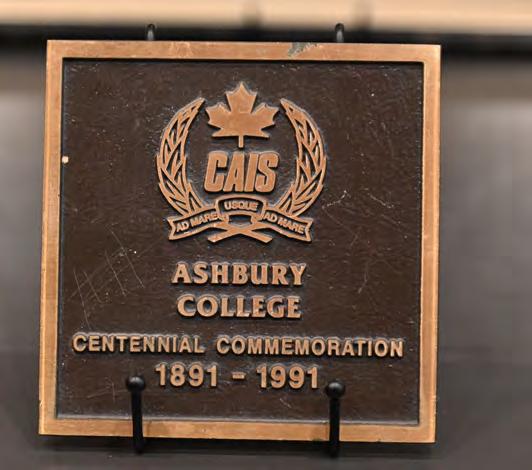 CAIS
AD MARE USQUE AD MARE
ASHBURY
COLLEGE
CENTENNIAL COMMEMORATION
1891 - 1991